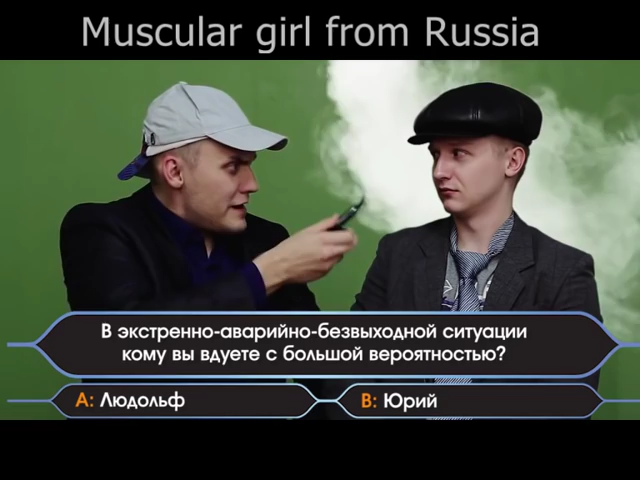 Muscular girl from Russia
В экстренно-аварийно-безвыходной ситуации
кому вы вдуете с большой вероятностью?
A: Людольф
B: Юрий